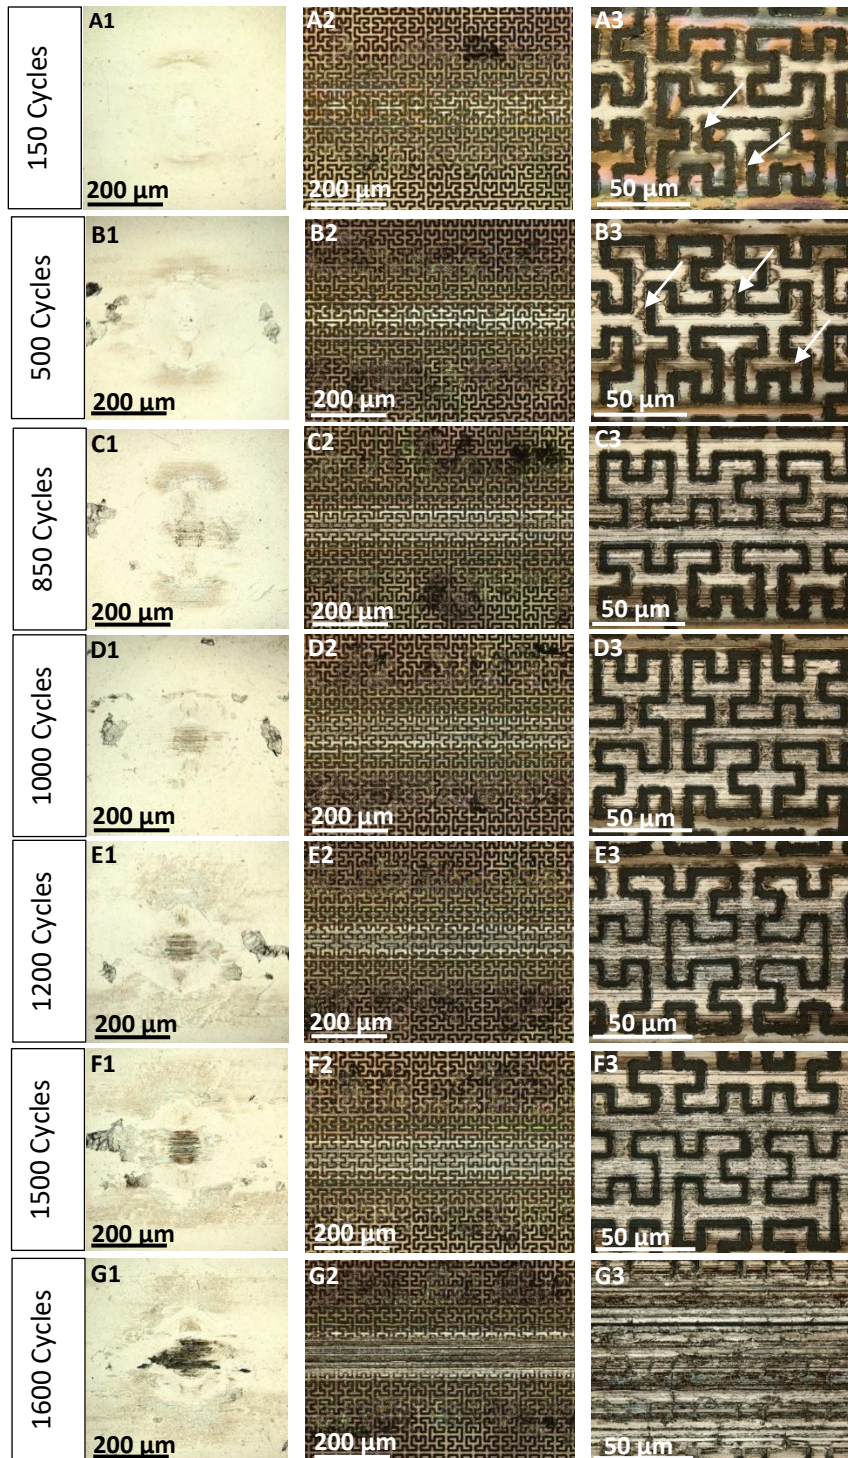 150 Cycles
A1
200 µm
A2
200 µm
A3
50 µm
500 Cycles
B1
200 µm
B2
200 µm
B3
50 µm
850 Cycles
C1
200 µm
C2
200 µm
C3
50 µm
1000 Cycles
D1
200 µm
D2
200 µm
D3
50 µm
1200 Cycles
E1
200 µm
E2
200 µm
E3
50 µm
1500 Cycles
F1
200 µm
F2
200 µm
F3
50 µm
1600 Cycles
G1
200 µm
G2
200 µm
G3
50 µm